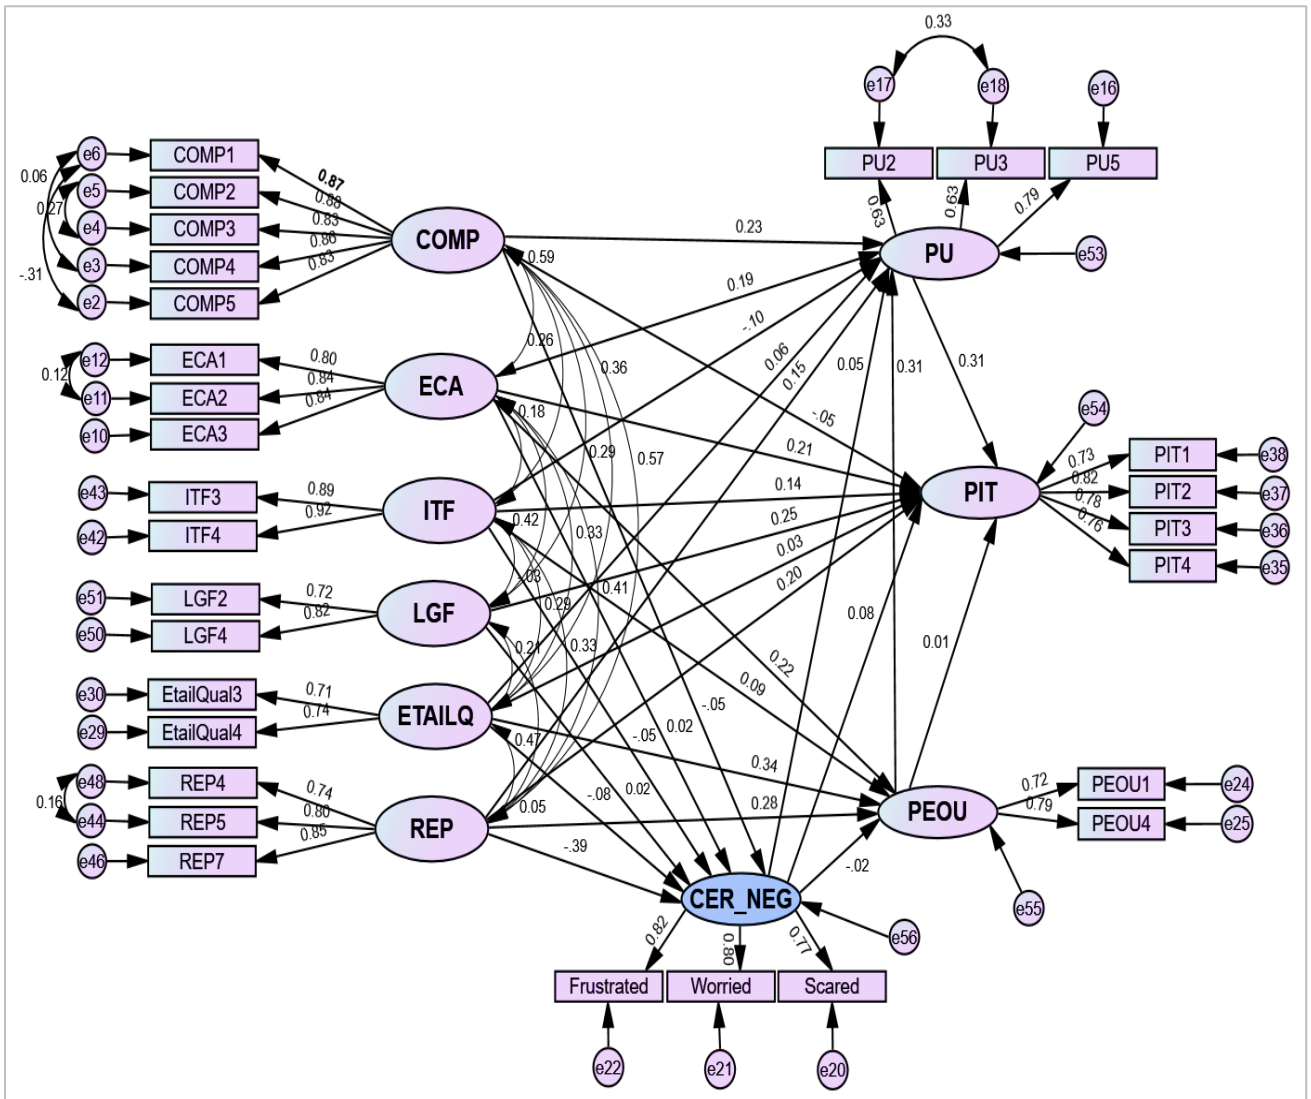 0.33
e17
e18
e16
PU2
PU3
PU5
0.63
0.63
0.79
e6
COMP1
0.06
e5
COMP2
0.87
0.88
0.27
e4
COMP3
0.83
e3
COMP4
0.86
-.31
e2
COMP5
0.83
COMP
0.23
PU
e53
0.59
0.19
-.10
e12
ECA1
0.80
0.12
e11
ECA2
0.84
e10
ECA3
0.84
ECA
0.26
0.36
0.06
0.15
0.05
0.31
0.31
0.18
-.05
e54
0.29
0.57
0.21
e43
ITF3
0.89
e42
ITF4
0.92
ITF
0.14
PIT
0.73
PIT1
e38
0.82
PIT2
e37
0.78
PIT3
e36
0.76
PIT4
e35
0.42
0.33
0.25
0.03
0.20
e51
LGF2
0.72
e50
LGF4
0.82
LGF
-.03
0.29
0.41
0.08
0.01
0.21
0.33
0.22
0.09
e30
EtailQual3
0.71
e29
EtailQual4
0.74
ETAILQ
0.47
-.05
0.02
-.05
0.34
e48
REP4
0.74
0.16
e44
REP5
0.80
e46
REP7
0.85
REP
0.05
-.08
0.02
0.28
-.39
PEOU
0.72
PEOU1
e24
0.79
PEOU4
e25
-.02
e55
CER_NEG
e56
0.82
0.80
0.77
Frustrated
Worried
Scared
e22
e21
e20